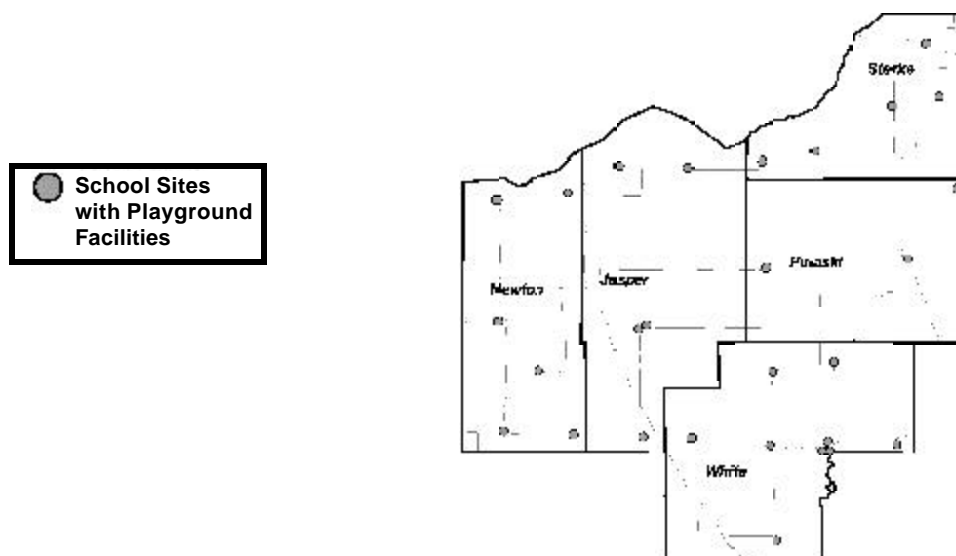 School Sites
with Playground
Facilities
Starke
Pulaski
Jasper
Newton
White